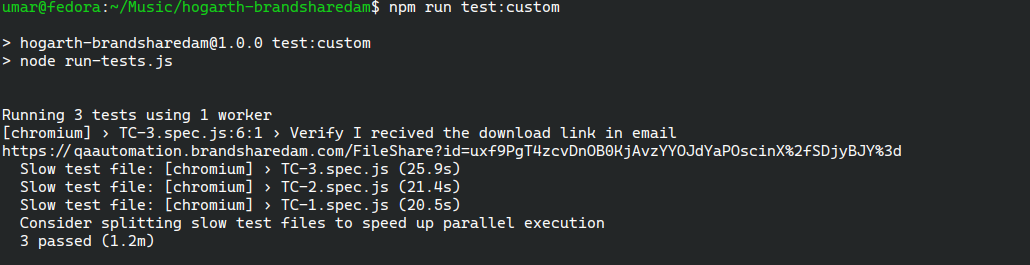 umar@fedora:~/Music/hogarth-brandsharedam$ npm run test:custom
> hogarth-brandsharedam@1.0.0 test:custom
> node run-tests.js
Running 3 tests using 1 worker
[chromium] › TC-3.spec.js:6:1 › Verify I recived the download link in email
https://qaautomation.brandsharedam.com/FileShare?id=uxf9PgT4zcvDnOB0KjAvzYYOJdYaPOscinX%2fSDjyBJY%3d
Slow test file: [chromium] › TC-3.spec.js (25.9s)
Slow test file: [chromium] › TC-2.spec.js (21.4s)
Slow test file: [chromium] › TC-1.spec.js (20.5s)
Consider splitting slow test files to speed up parallel execution
3 passed (1.2m)